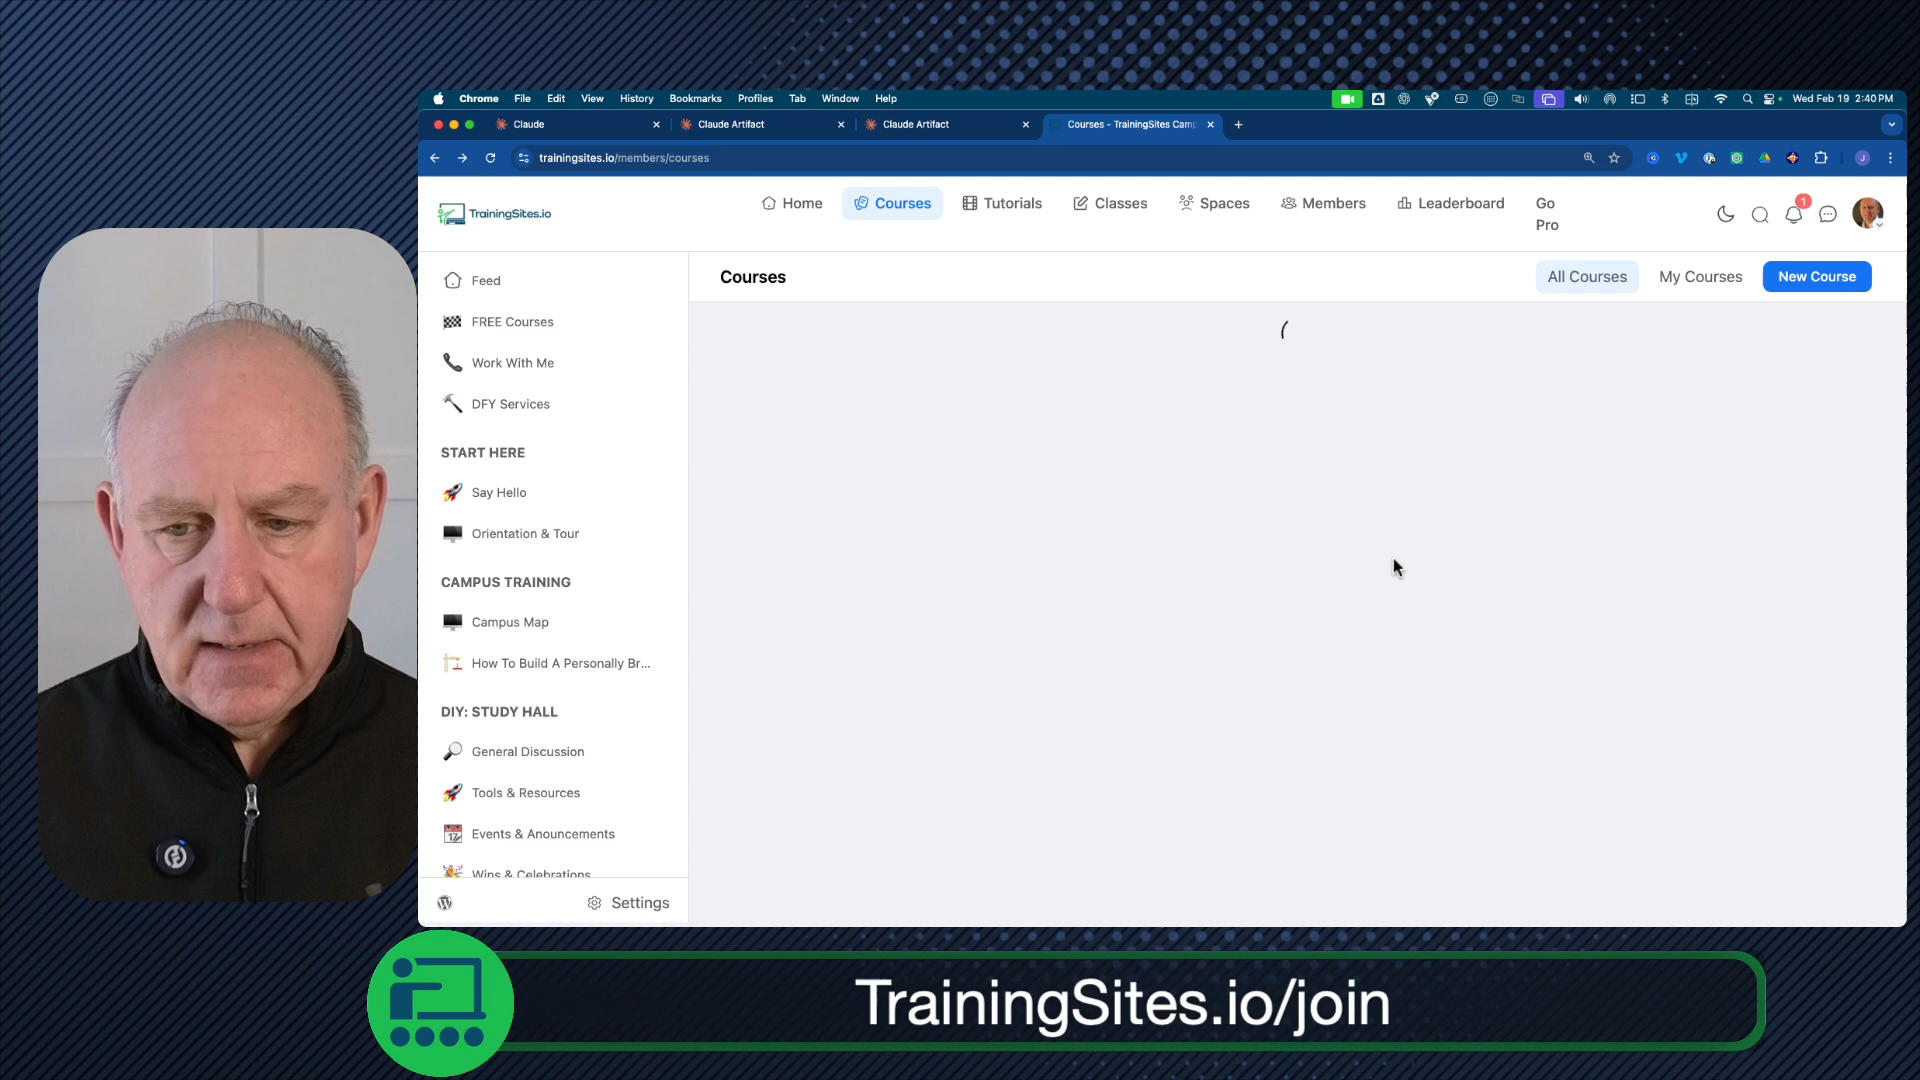 Chrome File Edit View History Bookmarks Profiles Tab Window Help
Wed Feb 19 2:40 PM
Claude
Claude Artifact
Claude Artifact
Courses - TrainingSites Cam
trainingsites.io/members/courses
J
TrainingSites.io
Home
Courses
Tutorials
Classes
Spaces
Members
Leaderboard
Go
Pro
1
Feed
FREE Courses
Work With Me
DFY Services
START HERE
Say Hello
Orientation & Tour
CAMPUS TRAINING
Campus Map
How To Build A Personally Br...
DIY: STUDY HALL
General Discussion
Tools & Resources
Events & Anouncements
Wins & Celebrations
Settings
Courses
All Courses
My Courses
New Course
TrainingSites.io/join